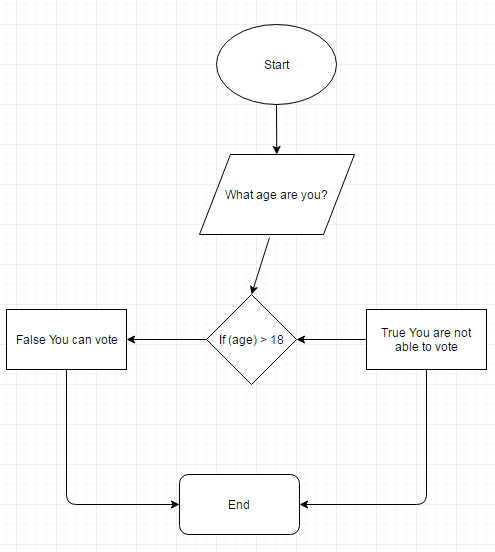 Start
What age are you?
If (age) > 18
False You can vote
True You are not
able to vote
End